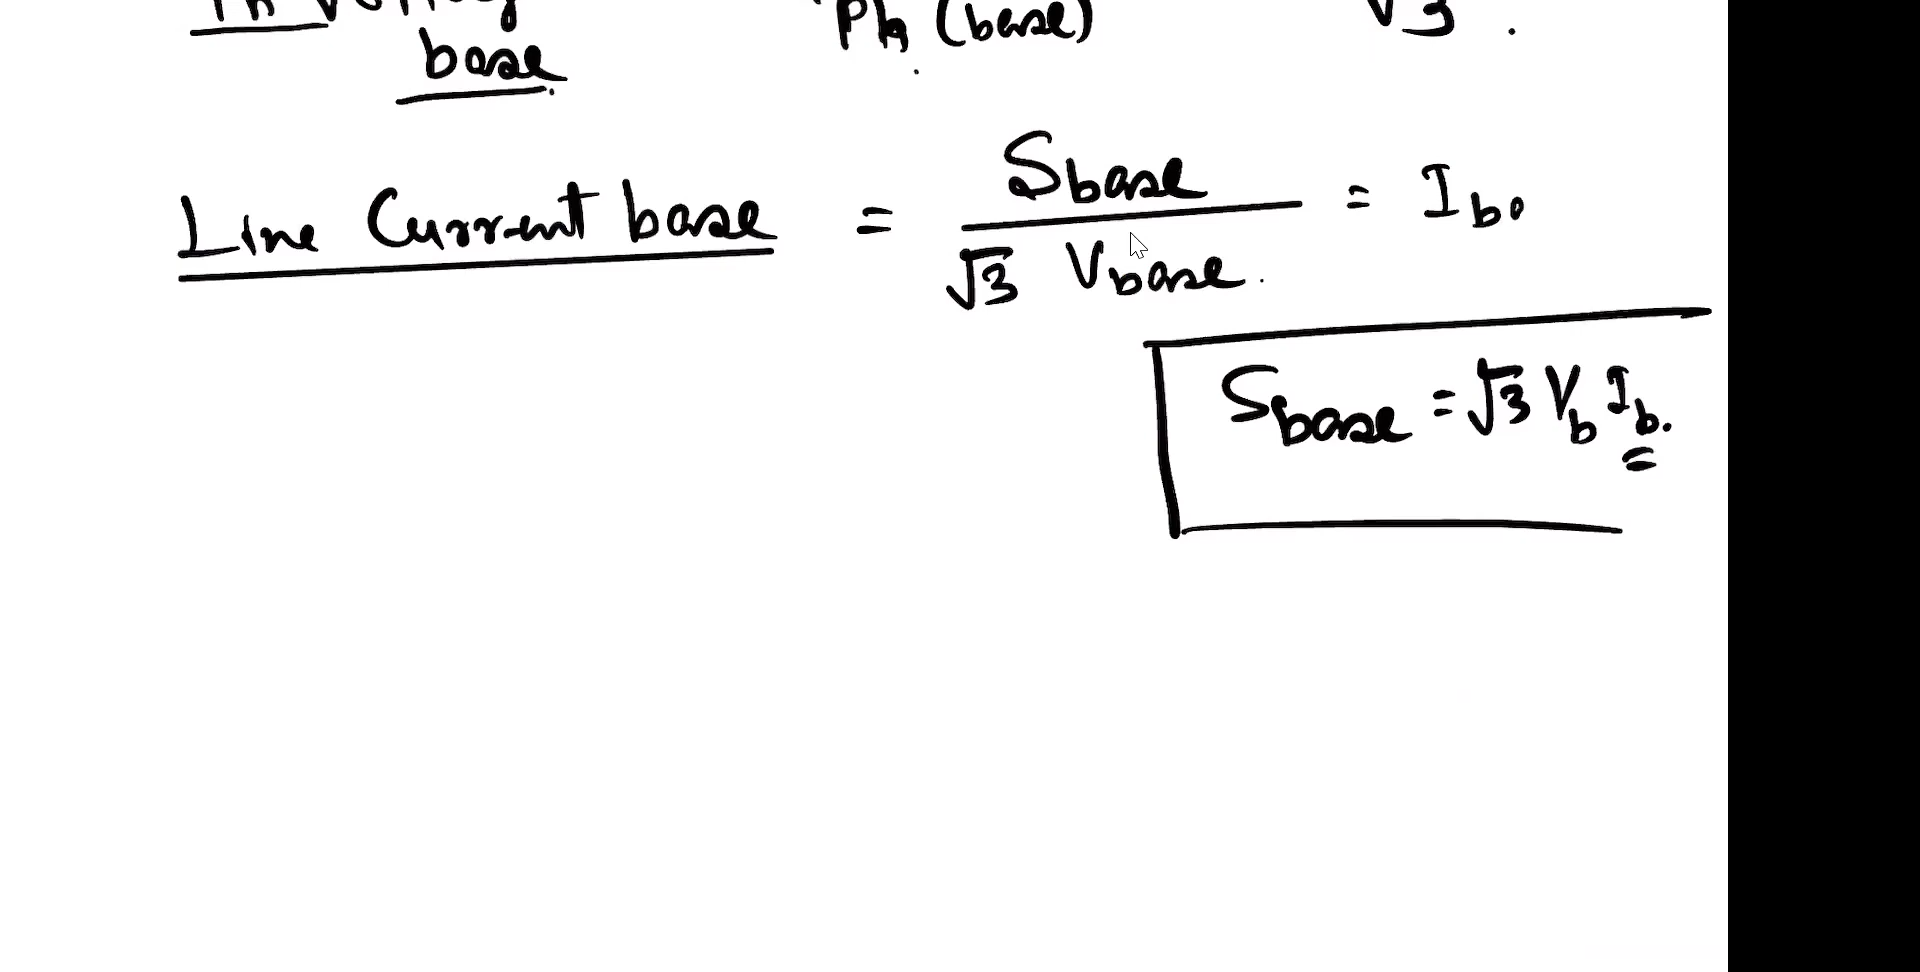 base
Ph (base) √3 .
Line Current base = Sbase / √3 Vbase. = Ib.
Sbase = √3 Vb Ib.